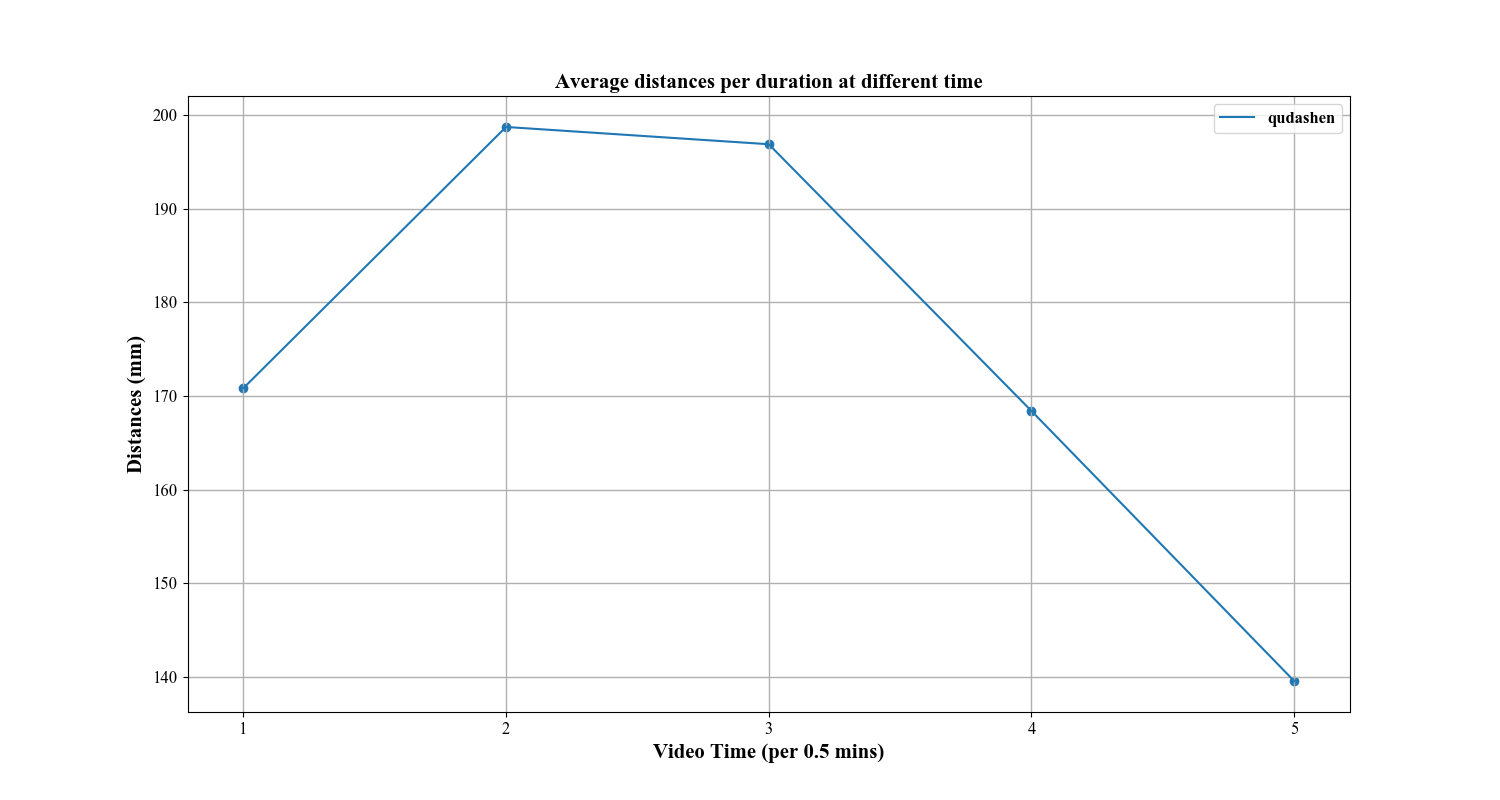 Average distances per duration at different time
qudashen
200
190
180
170
160
150
140
Distances (mm)
1 2 3 4 5
Video Time (per 0.5 mins)